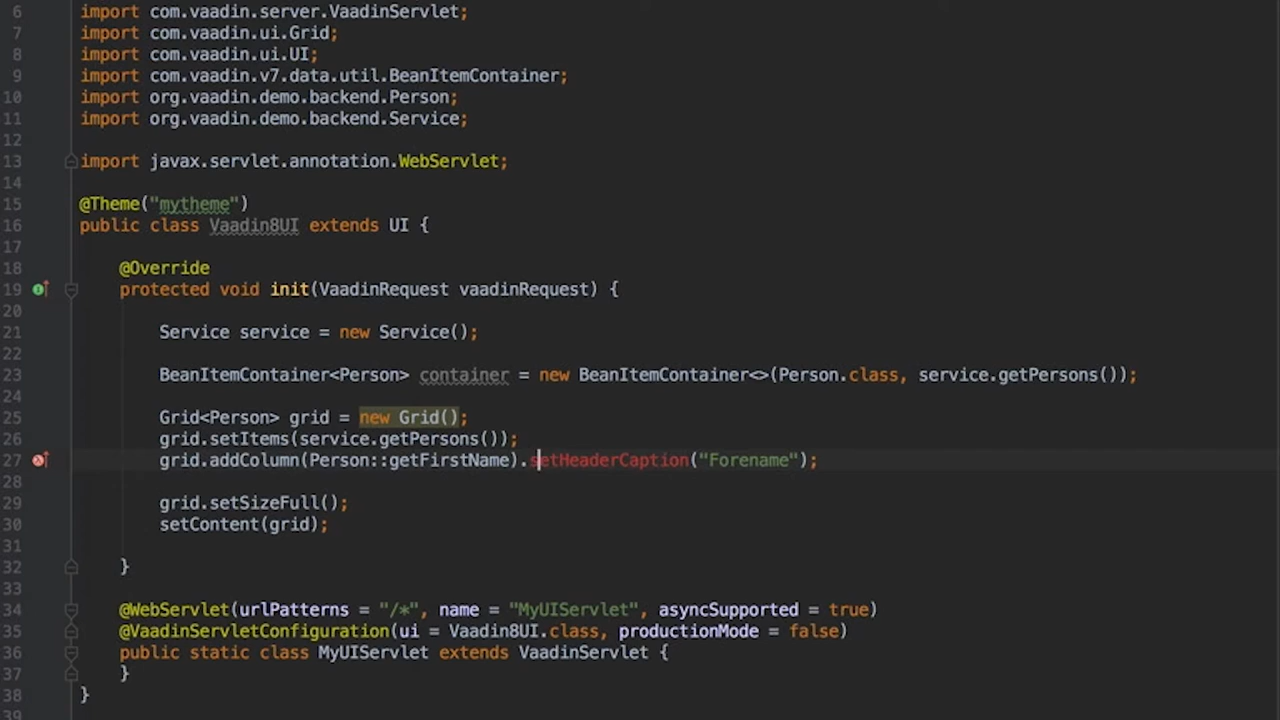 6 import com.vaadin.server.VaadinServlet;
7 import com.vaadin.ui.Grid;
8 import com.vaadin.ui.UI;
9 import com.vaadin.v7.data.util.BeanItemContainer;
10 import org.vaadin.demo.backend.Person;
11 import org.vaadin.demo.backend.Service;
12
13 import javax.servlet.annotation.WebServlet;
14
15 @Theme("mytheme")
16 public class Vaadin8UI extends UI {
17
18 @Override
19 protected void init(VaadinRequest vaadinRequest) {
20
21 Service service = new Service();
22
23 BeanItemContainer<Person> container = new BeanItemContainer<>(Person.class, service.getPersons());
24
25 Grid<Person> grid = new Grid();
26 grid.setItems(service.getPersons());
27 grid.addColumn(Person::getFirstName).setHeaderCaption("Forename");
28
29 grid.setSizeFull();
30 setContent(grid);
31
32 }
33
34 @WebServlet(urlPatterns = "/*", name = "MyUIServlet", asyncSupported = true)
35 @VaadinServletConfiguration(ui = Vaadin8UI.class, productionMode = false)
36 public static class MyUIServlet extends VaadinServlet {
37 }
38 }
39